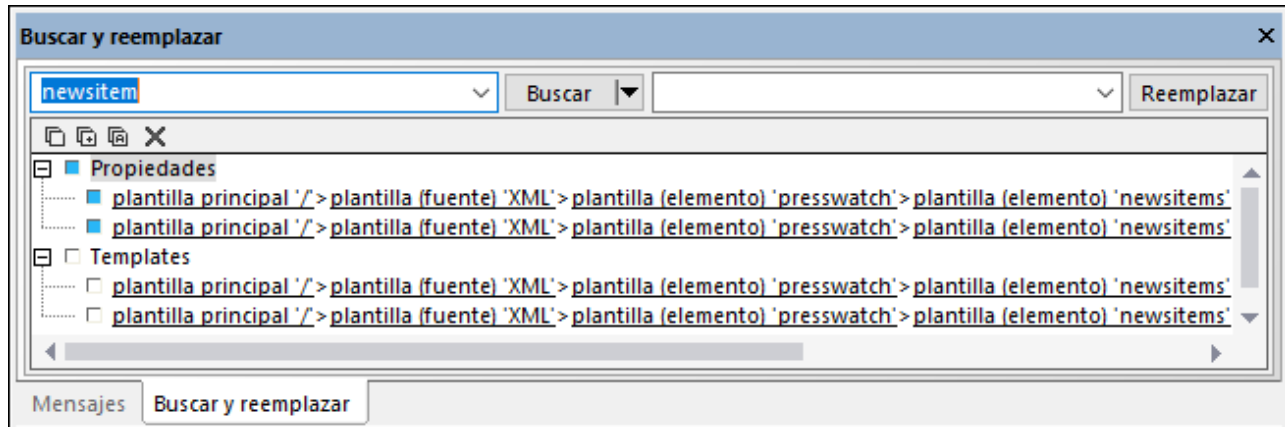 Buscar y reemplazar
newsitem Buscar Reemplazar
Propiedades
plantilla principal '/'>plantilla (fuente) 'XML'>plantilla (elemento) 'presswatch'>plantilla (elemento) 'newsitems'
plantilla principal '/'>plantilla (fuente) 'XML'>plantilla (elemento) 'presswatch'>plantilla (elemento) 'newsitems'
Templates
plantilla principal '/'>plantilla (fuente) 'XML'>plantilla (elemento) 'presswatch'>plantilla (elemento) 'newsitems'
plantilla principal '/'>plantilla (fuente) 'XML'>plantilla (elemento) 'presswatch'>plantilla (elemento) 'newsitems'
Mensajes Buscar y reemplazar